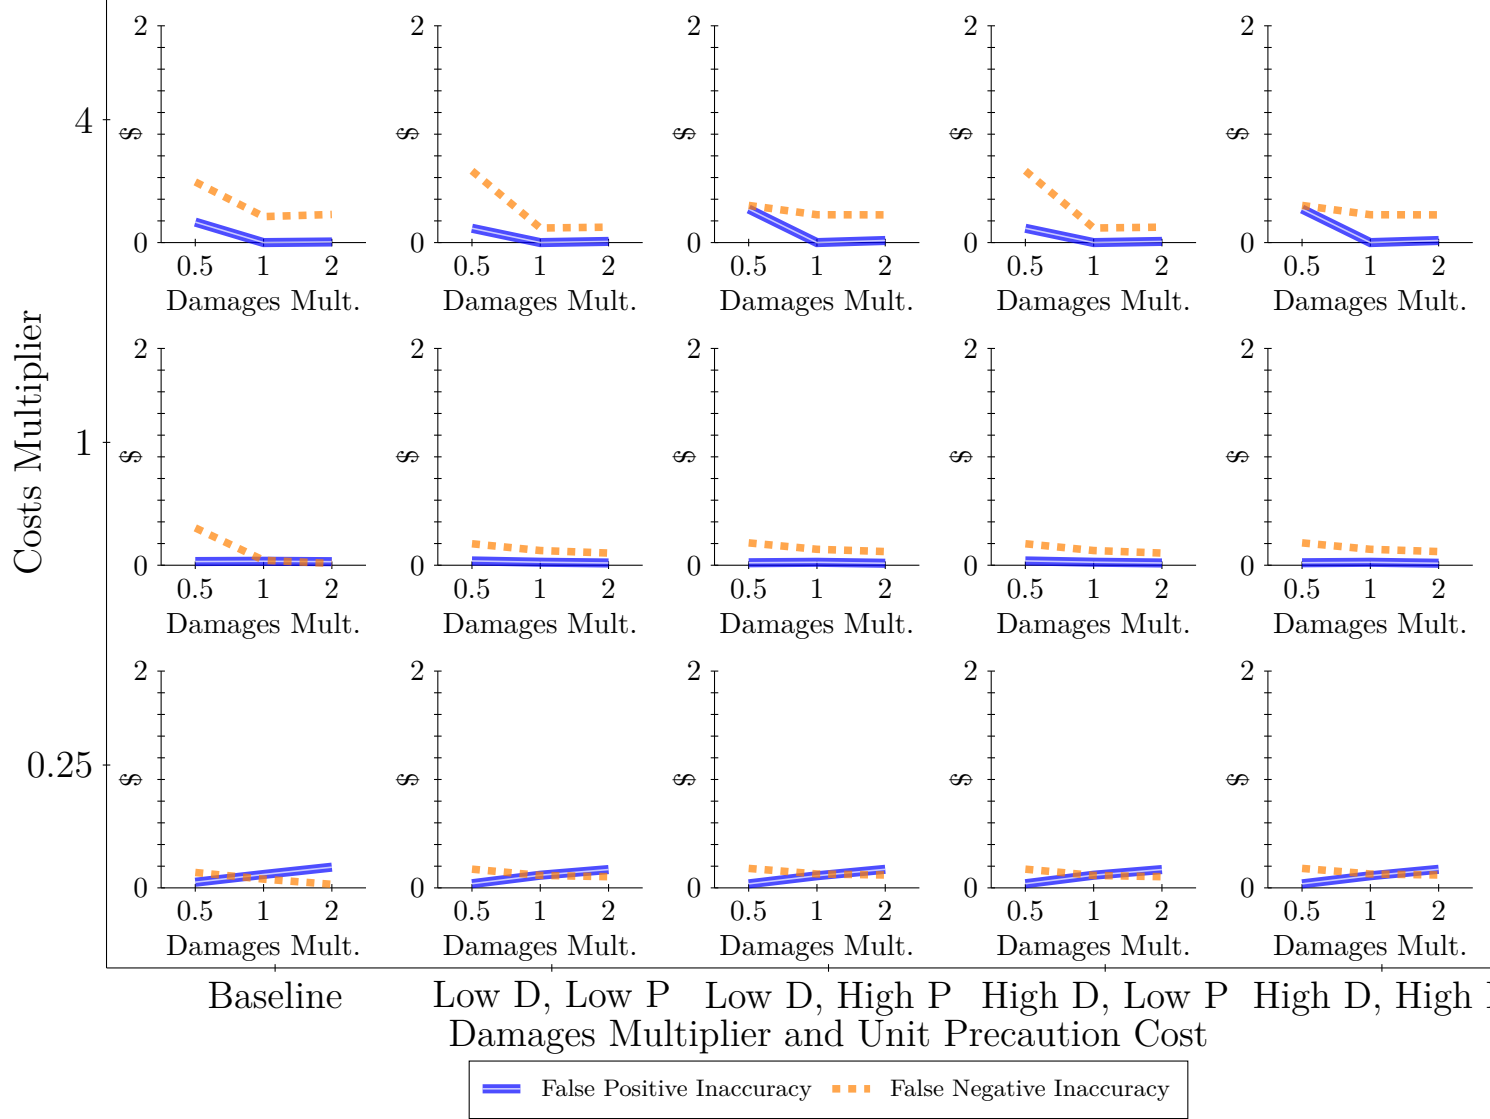 2
2
2
2
2
4
$
$
$
$
$
0
0
0
0
0
0.5 1 2
0.5 1 2
0.5 1 2
0.5 1 2
0.5 1 2
Damages Mult.
Damages Mult.
Damages Mult.
Damages Mult.
Damages Mult.
Costs Multiplier
2
2
2
2
2
1
$
$
$
$
$
0
0
0
0
0
0.5 1 2
0.5 1 2
0.5 1 2
0.5 1 2
0.5 1 2
Damages Mult.
Damages Mult.
Damages Mult.
Damages Mult.
Damages Mult.
2
2
2
2
2
0.25
$
$
$
$
$
0
0
0
0
0
0.5 1 2
0.5 1 2
0.5 1 2
0.5 1 2
0.5 1 2
Damages Mult.
Damages Mult.
Damages Mult.
Damages Mult.
Damages Mult.
Baseline
Low D, Low P
Low D, High P
High D, Low P
High D, High
Damages Multiplier and Unit Precaution Cost
False Positive Inaccuracy
False Negative Inaccuracy